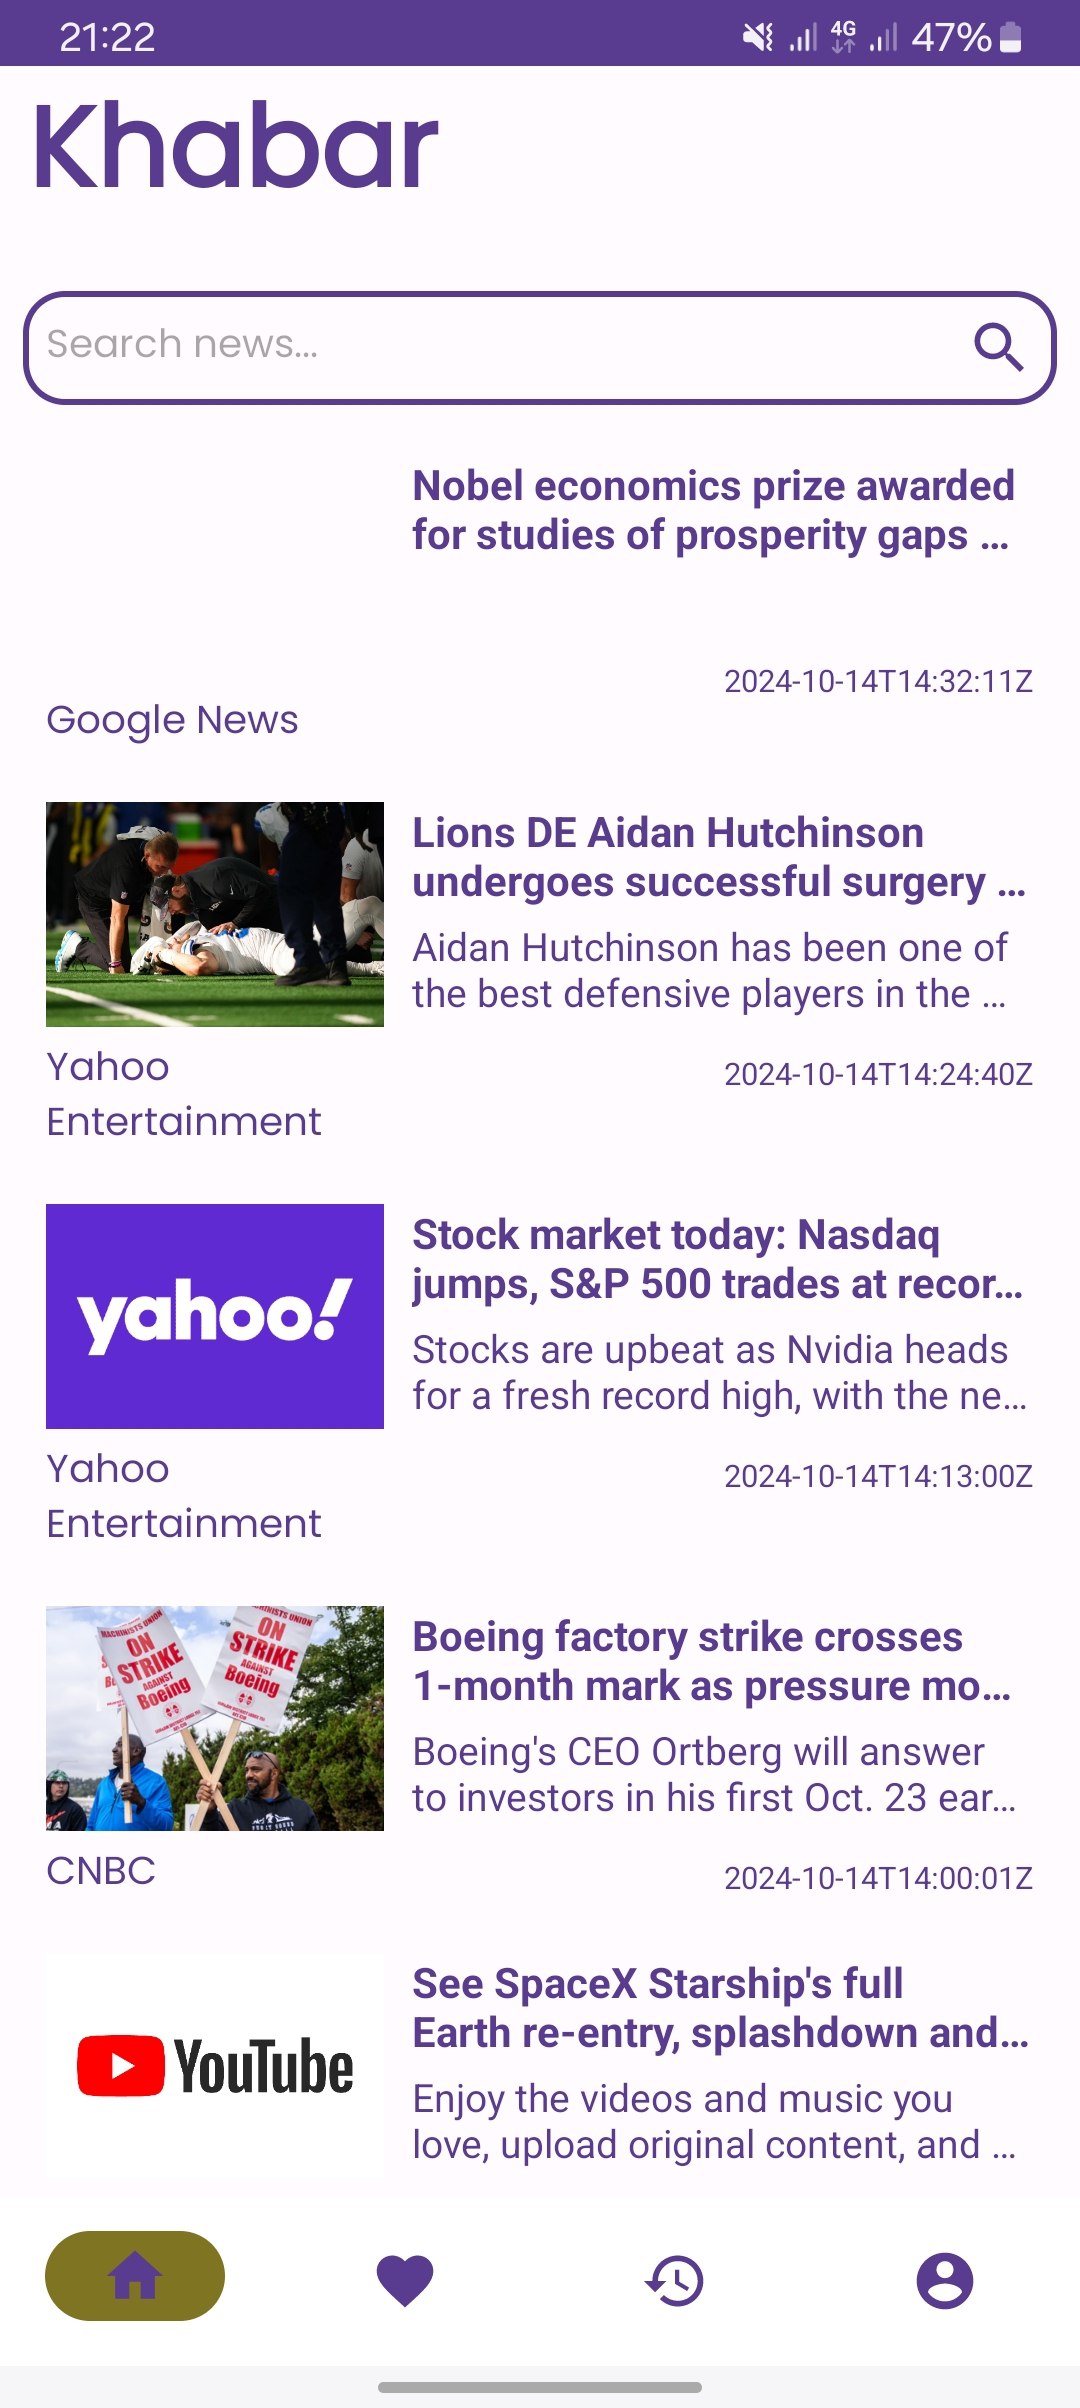 21:22
4G
47%
Khabar
Search news...
Nobel economics prize awarded
for studies of prosperity gaps ...
2024-10-14T14:32:11Z
Google News
Lions DE Aidan Hutchinson
undergoes successful surgery ...
Aidan Hutchinson has been one of
the best defensive players in the ...
2024-10-14T14:24:40Z
Yahoo
Entertainment
yahoo!
Stock market today: Nasdaq
jumps, S&P 500 trades at recor...
Stocks are upbeat as Nvidia heads
for a fresh record high, with the ne...
2024-10-14T14:13:00Z
Yahoo
Entertainment
MACHINISTS UNION
ON
STRIKE
AGAINST
Boeing
ON
STRIKE
AGAINST
Boeing
Boeing factory strike crosses
1-month mark as pressure mo...
Boeing's CEO Ortberg will answer
to investors in his first Oct. 23 ear...
2024-10-14T14:00:01Z
CNBC
YouTube
See SpaceX Starship's full
Earth re-entry, splashdown and...
Enjoy the videos and music you
love, upload original content, and ...